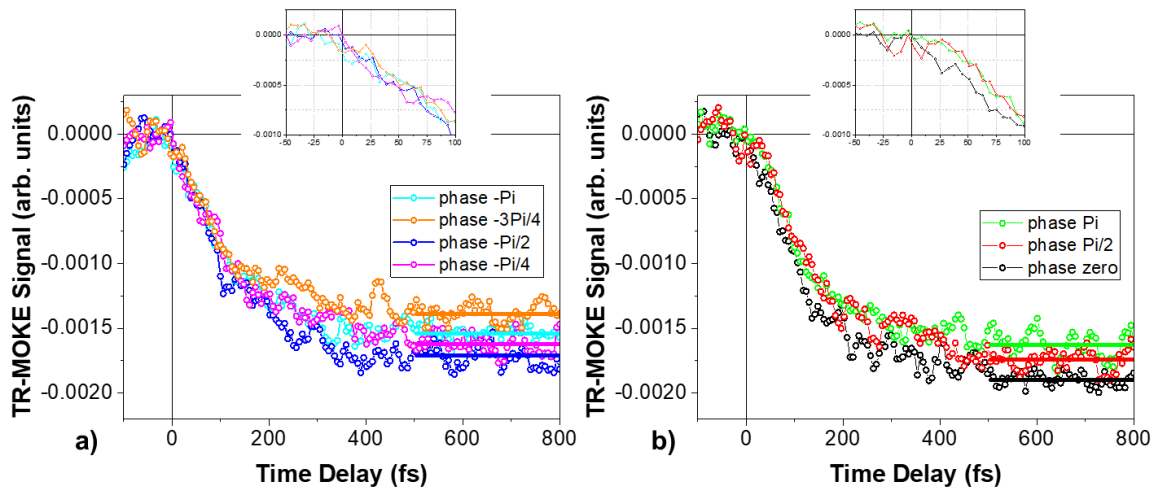 0.0000
-0.0005
-0.0010
-50 -25 0 25 50 75 100
0.0000
-0.0005
-0.0010
-0.0015
-0.0020
TR-MOKE Signal (arb. units)
phase -Pi
phase -3Pi/4
phase -Pi/2
phase -Pi/4
0 200 400 600 800
a)
Time Delay (fs)
0.0000
-0.0005
-0.0010
-50 -25 0 25 50 75 100
0.0000
-0.0005
-0.0010
-0.0015
-0.0020
TR-MOKE Signal (arb. units)
phase Pi
phase Pi/2
phase zero
0 200 400 600 800
b)
Time Delay (fs)